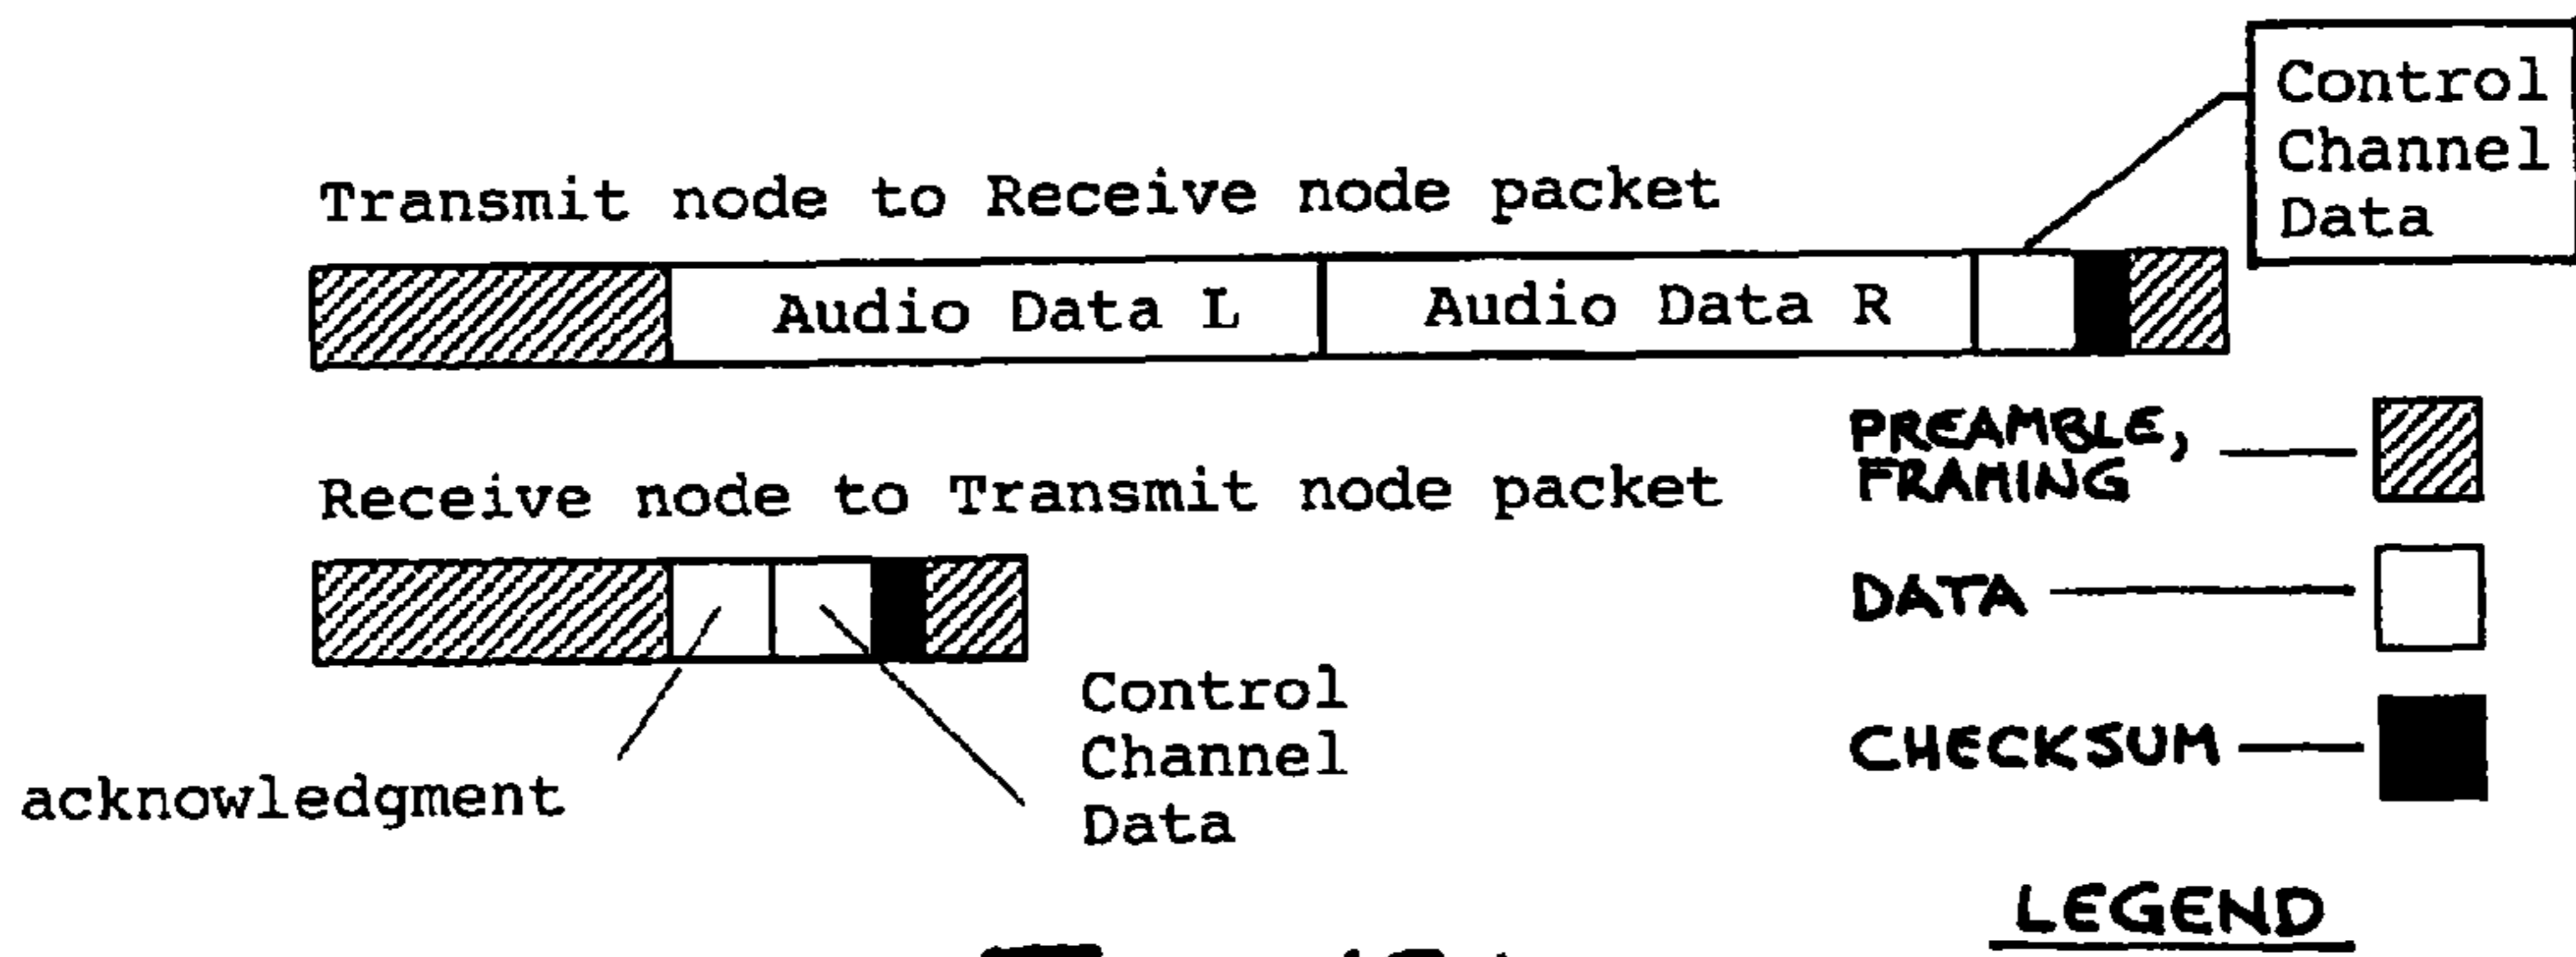 Control
Channel
Data
Transmit node to Receive node packet
Audio Data L
Audio Data R
PREAMBLE,
FRAMING
Receive node to Transmit node packet
DATA
Control
Channel
Data
CHECKSUM
acknowledgment
LEGEND